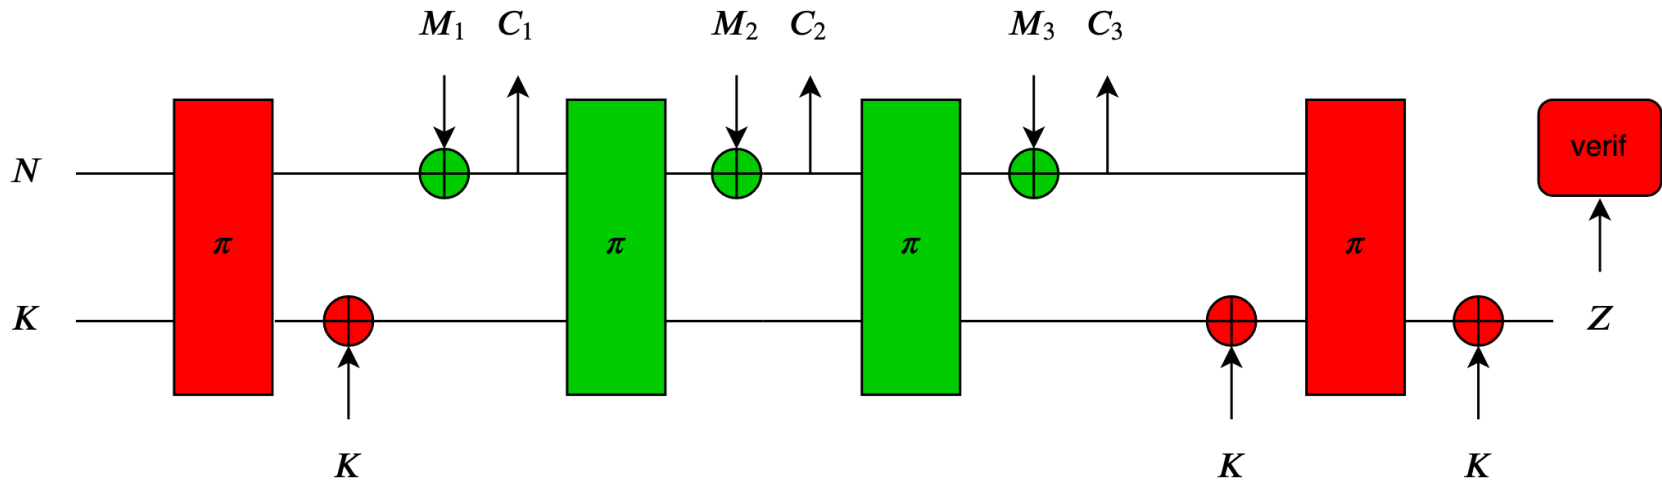 M₁ C₁ M₂ C₂ M₃ C₃
verif
N
π π π π
K Z
K K K